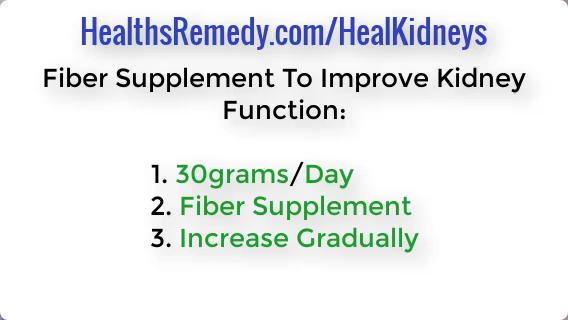 HealthsRemedy.com/HealKidneys
Fiber Supplement To Improve Kidney
Function:
1. 30grams/Day
2. Fiber Supplement
3. Increase Gradually